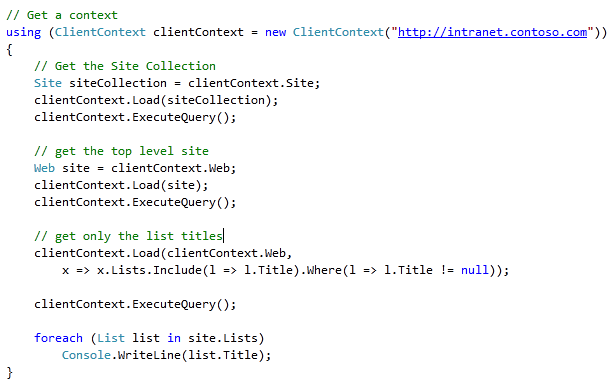 // Get a context
using (ClientContext clientContext = new ClientContext("http://intranet.contoso.com"))
{
    // Get the Site Collection
    Site siteCollection = clientContext.Site;
    clientContext.Load(siteCollection);
    clientContext.ExecuteQuery();

    // get the top level site
    Web site = clientContext.Web;
    clientContext.Load(site);
    clientContext.ExecuteQuery();

    // get only the list titles
    clientContext.Load(clientContext.Web,
        x => x.Lists.Include(l => l.Title).Where(l => l.Title != null));

    clientContext.ExecuteQuery();

    foreach (List list in site.Lists)
        Console.WriteLine(list.Title);
}